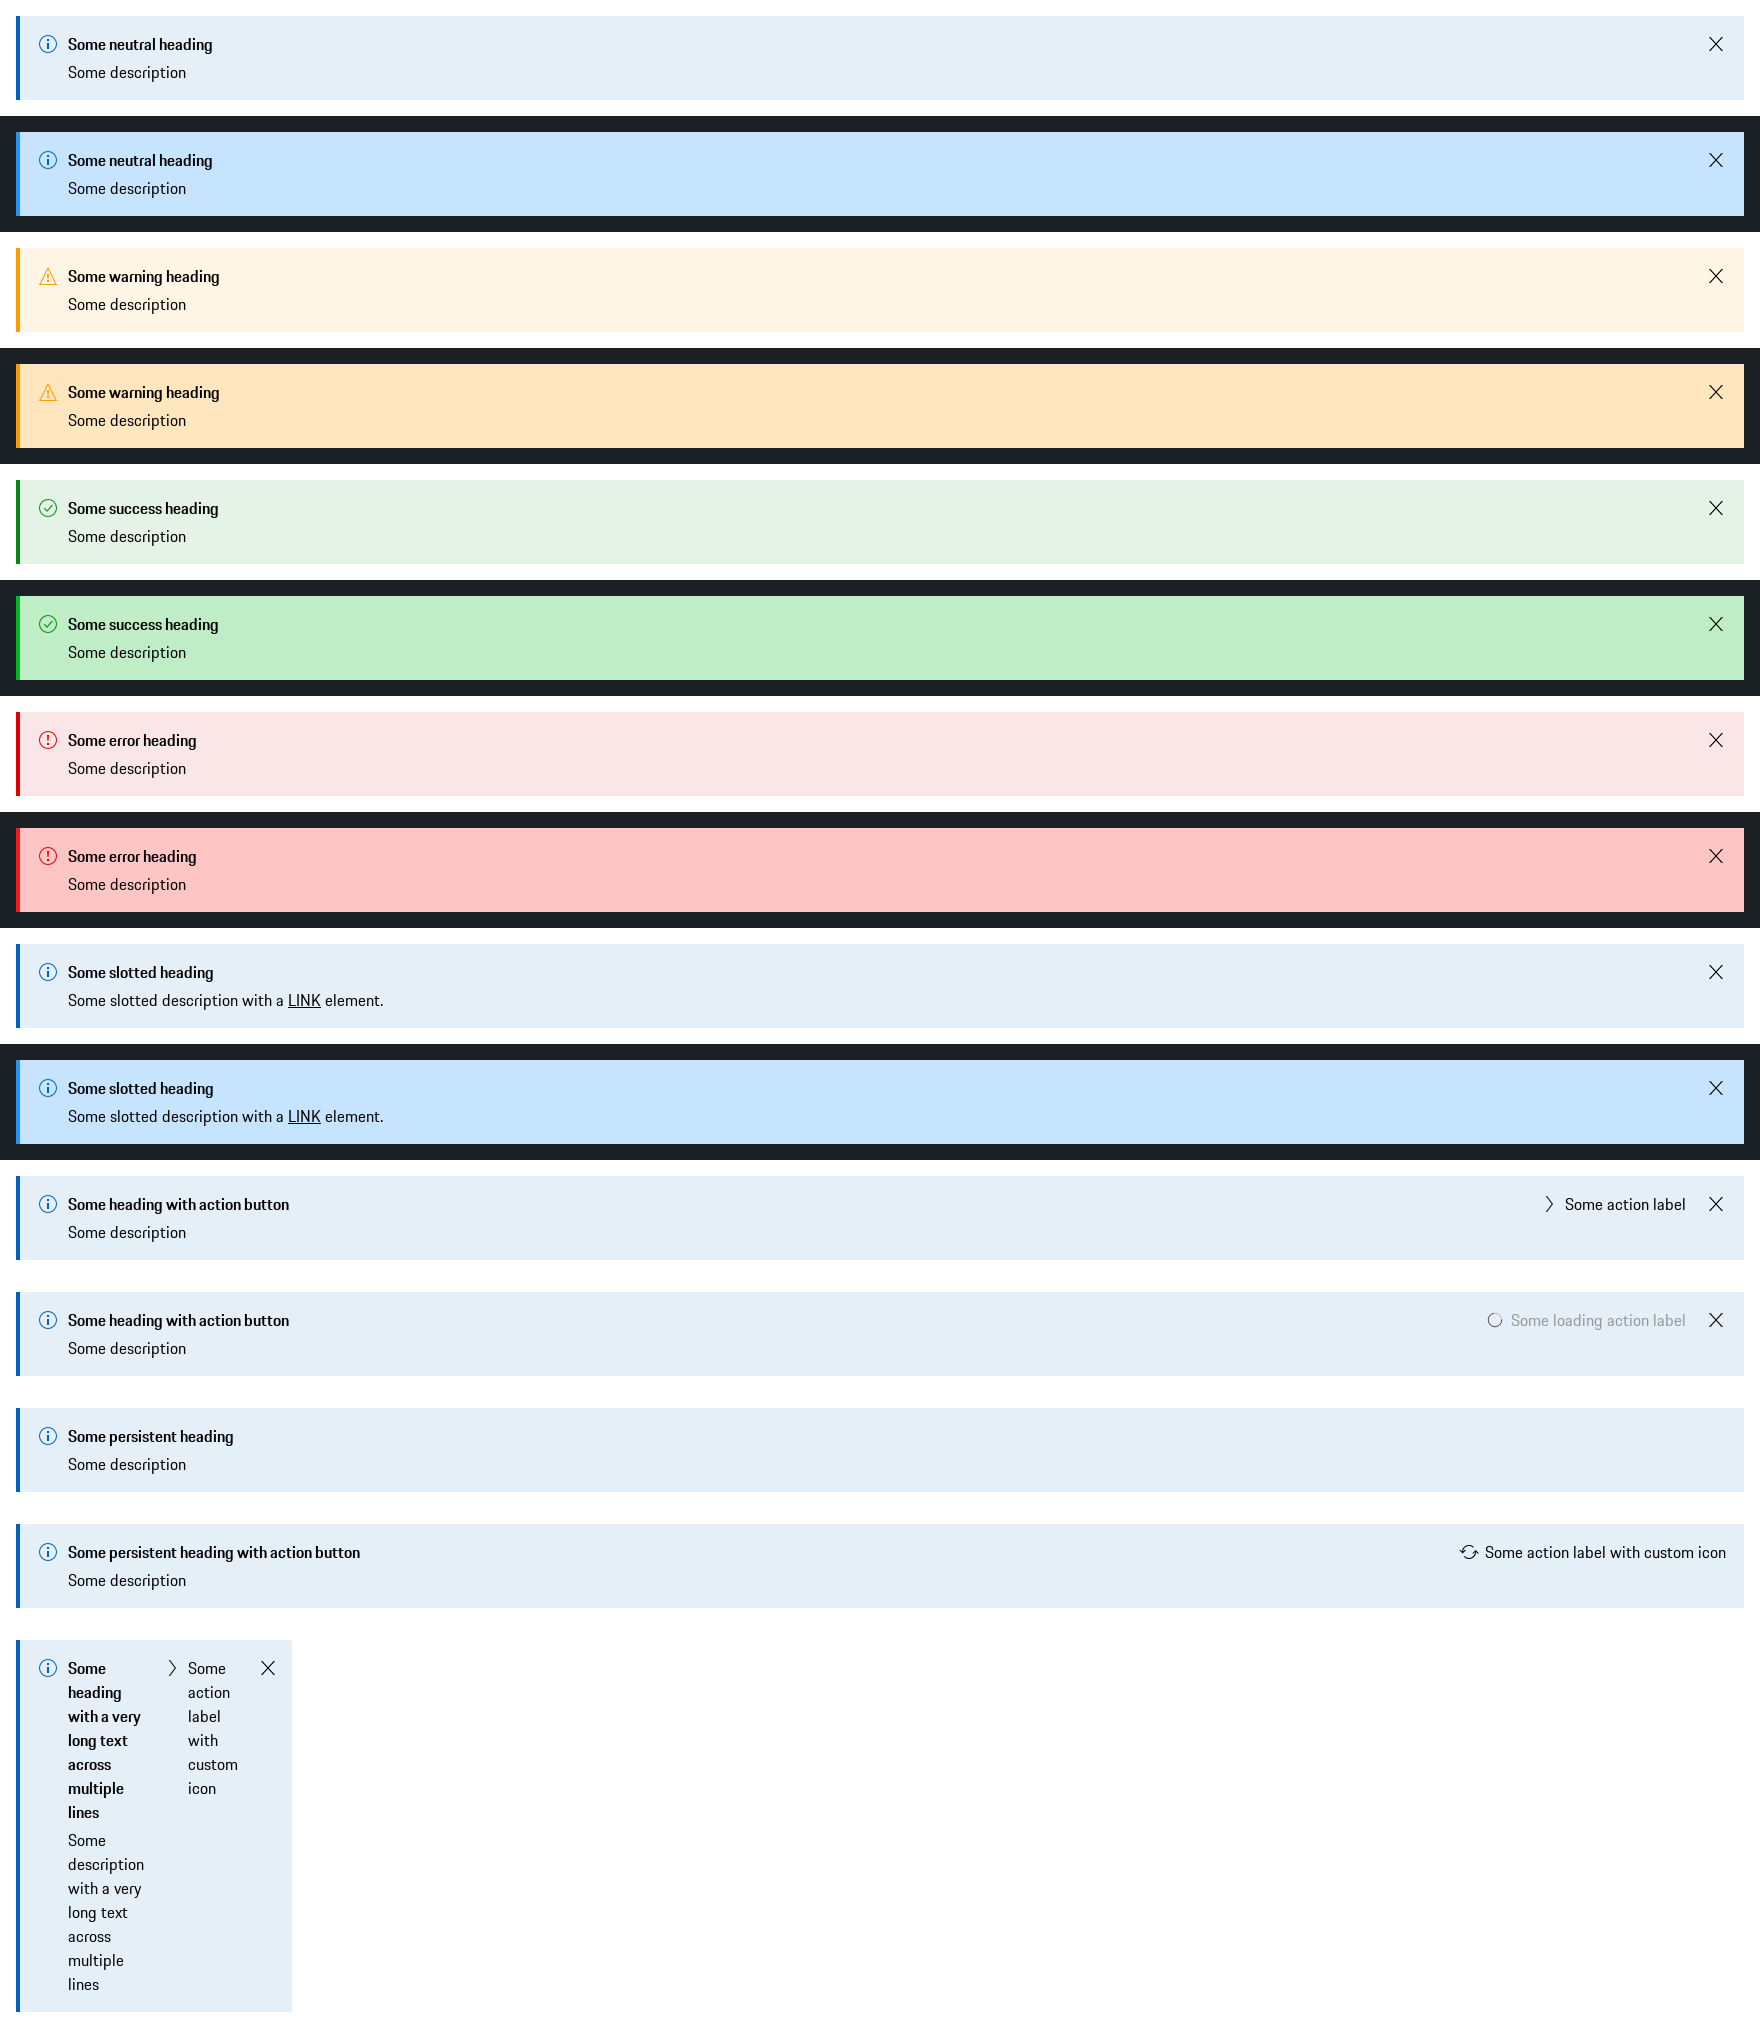 Some neutral heading
Some description
Some neutral heading
Some description
Some warning heading
Some description
Some warning heading
Some description
Some success heading
Some description
Some success heading
Some description
Some error heading
Some description
Some error heading
Some description
Some slotted heading
Some slotted description with a LINK element.
Some slotted heading
Some slotted description with a LINK element.
Some heading with action button
Some action label
Some description
Some heading with action button
Some loading action label
Some description
Some persistent heading
Some description
Some persistent heading with action button
Some action label with custom icon
Some description
Some
heading
with a very
long text
across
multiple
lines
Some
description
with a very
long text
across
multiple
lines
Some
action
label
with
custom
icon